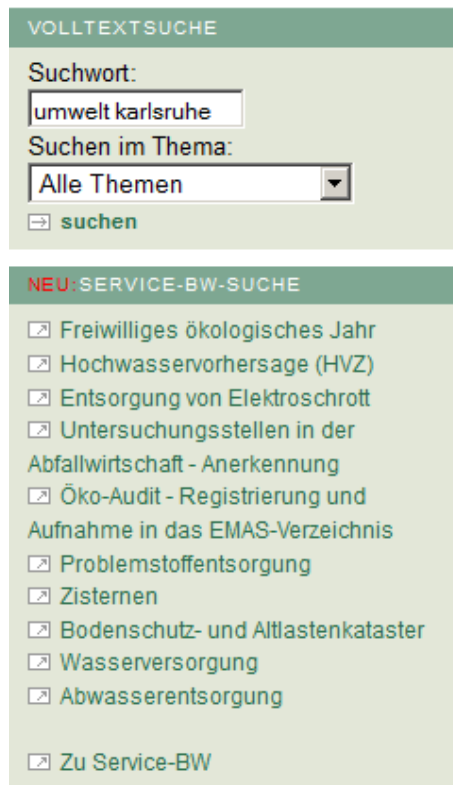 VOLLTEXTSUCHE
Suchwort:
umwelt karlsruhe
Suchen im Thema:
Alle Themen
suchen
NEU:SERVICE-BW-SUCHE
Freiwilliges ökologisches Jahr
Hochwasservorhersage (HVZ)
Entsorgung von Elektroschrott
Untersuchungsstellen in der
Abfallwirtschaft - Anerkennung
Öko-Audit - Registrierung und
Aufnahme in das EMAS-Verzeichnis
Problemstoffentsorgung
Zisternen
Bodenschutz- und Altlastenkataster
Wasserversorgung
Abwasserentsorgung
Zu Service-BW